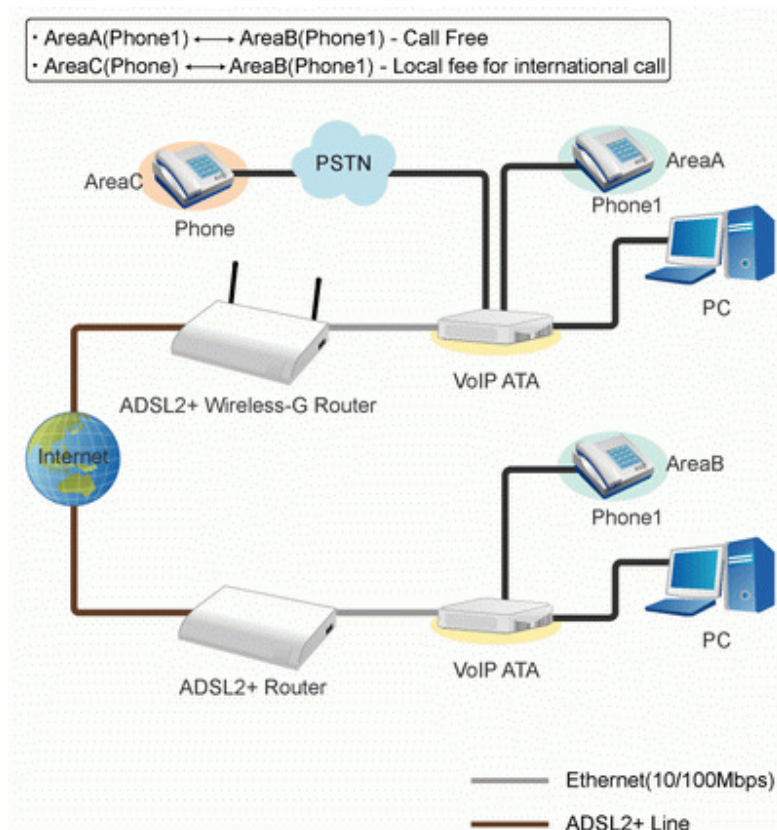 · AreaA(Phone1) ←→ AreaB(Phone1) - Call Free
· AreaC(Phone) ←→ AreaB(Phone1) - Local fee for international call
PSTN
AreaC
AreaA
Phone
Phone1
PC
ADSL2+ Wireless-G Router
VoIP ATA
Internet
AreaB
Phone1
PC
ADSL2+ Router
VoIP ATA
Ethernet(10/100Mbps)
ADSL2+ Line